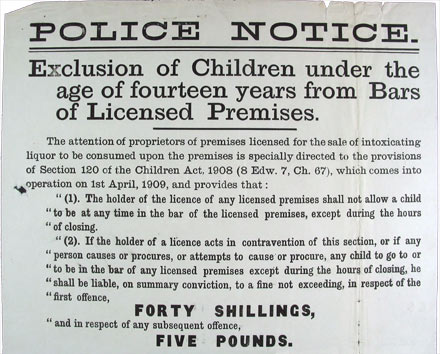 POLICE NOTICE.
Exclusion of Children under the
age of fourteen years from Bars
of Licensed Premises.
The attention of proprietors of premises licensed for the sale of intoxicating
liquor to be consumed upon the premises is specially directed to the provisions
of Section 120 of the Children Act, 1908 (8 Edw. 7, Ch. 67), which comes into
operation on 1st April, 1909, and provides that :
" (1). The holder of the licence of any licensed premises shall not allow a child
" to be at any time in the bar of the licensed premises, except during the hours
" of closing.
" (2). If the holder of a licence acts in contravention of this section, or if any
" person causes or procures, or attempts to cause or procure, any child to go to or
" to be in the bar of any licensed premises except during the hours of closing, he
" shall be liable, on summary conviction, to a fine not exceeding, in respect of the
" first offence,
FORTY SHILLINGS,
" and in respect of any subsequent offence,
FIVE POUNDS.